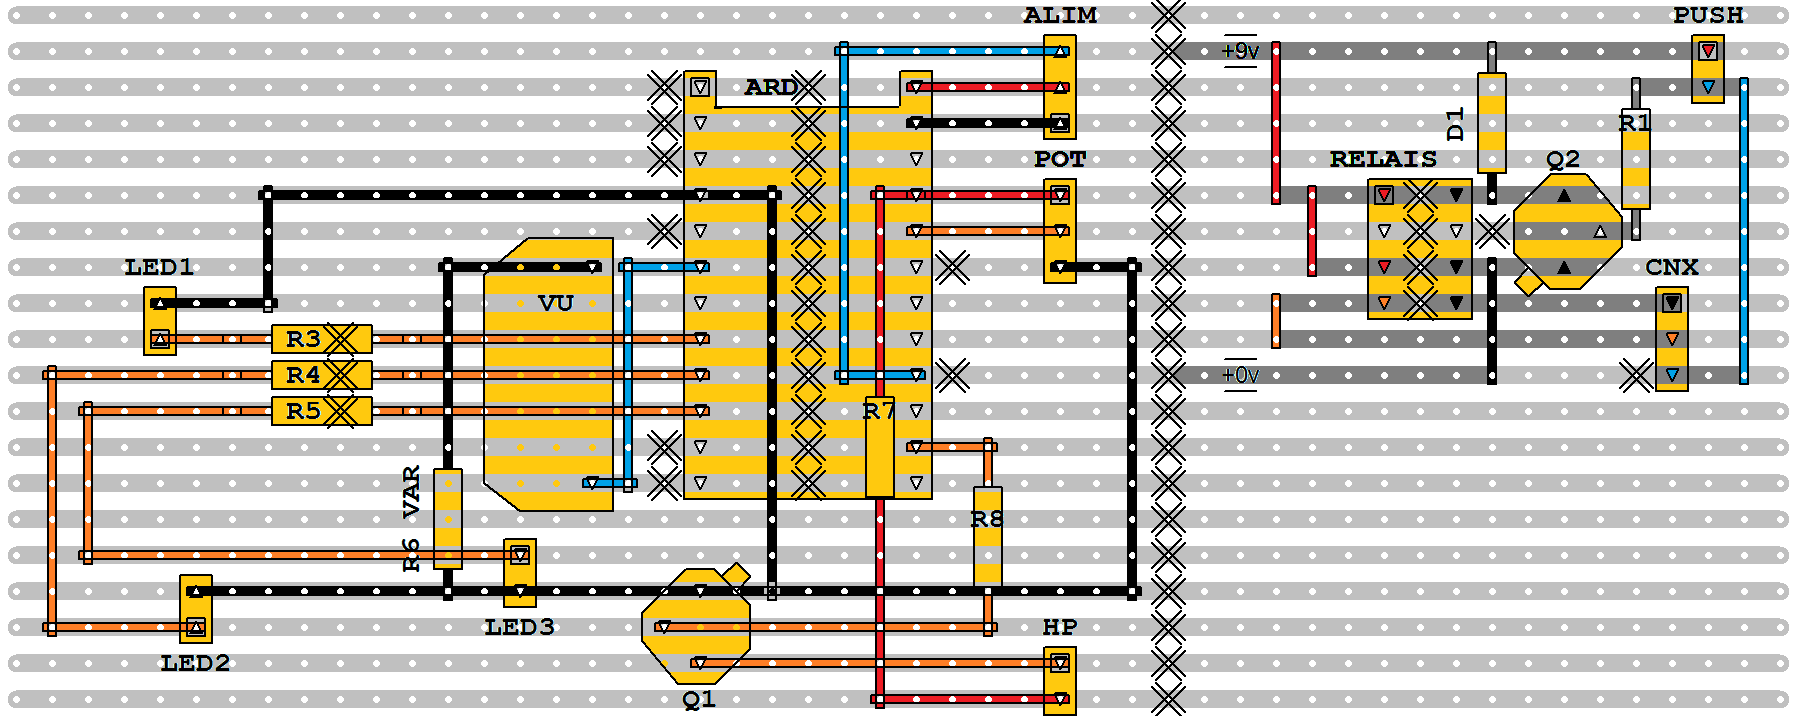 ALIM
PUSH
+9v
ARD
D1
R1
POT
RELAIS
Q2
LED1
CNX
VU
R3
R4
+0v
R5
R7
R6 VAR
R8
LED3
HP
LED2
Q1